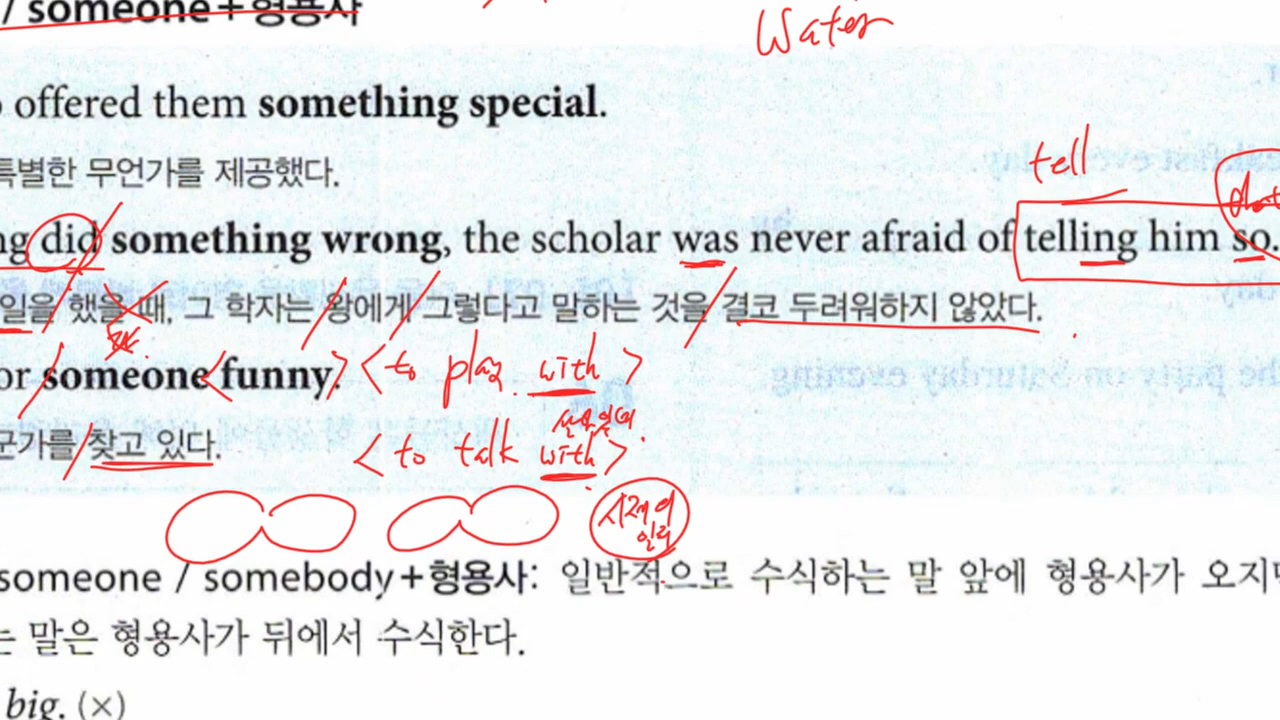 / someone+형용사
Water
offered them something special.
특별한 무언가를 제공했다.
tell
ng did something wrong, the scholar was never afraid of telling him so.
일을 했을 때, 그 학자는 왕에게 그렇다고 말하는 것을 결코 두려워하지 않았다.
or someone funny. <to play with>
군가를 찾고 있다.
<to talk with>
시제의
일치
someone / somebody+형용사: 일반적으로 수식하는 말 앞에 형용사가 오지만
는 말은 형용사가 뒤에서 수식한다.
big. (×)